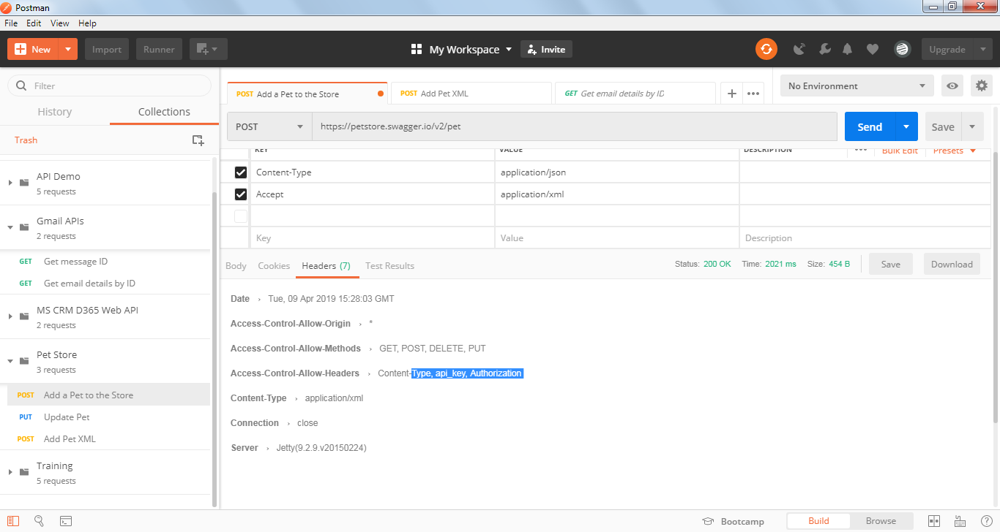 Postman
File Edit View Help
New Import Runner My Workspace Invite Upgrade
Filter
History Collections
Trash
API Demo
5 requests
Gmail APIs
2 requests
GET Get message ID
GET Get email details by ID
MS CRM D365 Web API
2 requests
Pet Store
3 requests
POST Add a Pet to the Store
PUT Update Pet
POST Add Pet XML
Training
5 requests
POST Add a Pet to the Store POST Add Pet XML GET Get email details by ID + ••• No Environment
POST https://petstore.swagger.io/v2/pet Send Save
KEY VALUE DESCRIPTION ••• Bulk Edit Presets
Content-Type application/json
Accept application/xml
Key Value Description
Body Cookies Headers (7) Test Results Status: 200 OK Time: 2021 ms Size: 454 B Save Download
Date › Tue, 09 Apr 2019 15:28:03 GMT
Access-Control-Allow-Origin › *
Access-Control-Allow-Methods › GET, POST, DELETE, PUT
Access-Control-Allow-Headers › Content-Type, api_key, Authorization
Content-Type › application/xml
Connection › close
Server › Jetty(9.2.9.v20150224)
Bootcamp Build Browse ?